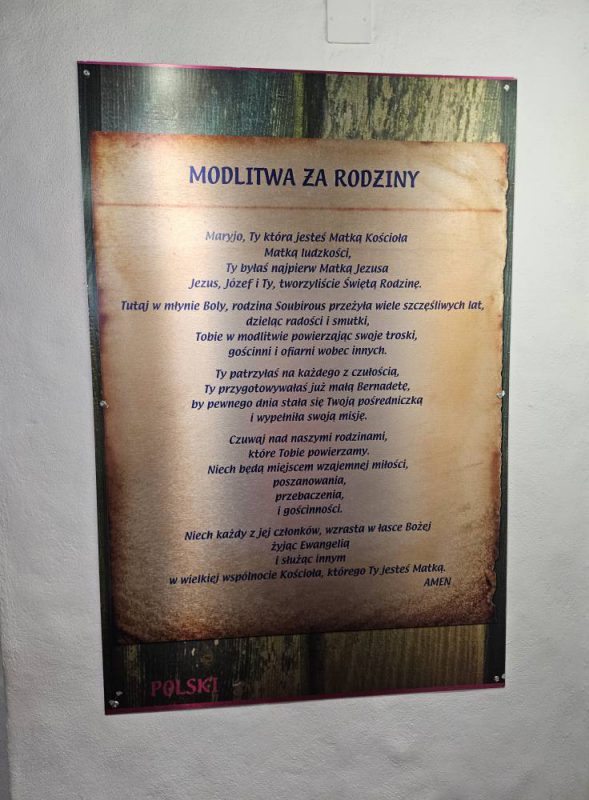 MODLITWA ZA RODZINY
Maryjo, Ty która jesteś Matką Kościoła
Matką ludzkości,
Ty byłaś najpierw Matką Jezusa
Jezus, Józef i Ty, tworzyliście Świętą Rodzinę.
Tutaj w młynie Boly, rodzina Soubirous przeżyła wiele szczęśliwych lat,
dzieląc radości i smutki,
Tobie w modlitwie powierzając swoje troski,
gościnni i ofiarni wobec innych.
Ty patrzyłaś na każdego z czułością,
Ty przygotowywałaś już małą Bernadetę,
by pewnego dnia stała się Twoją pośredniczką
i wypełniła swoją misję.
Czuwaj nad naszymi rodzinami,
które Tobie powierzamy.
Niech będą miejscem wzajemnej miłości,
poszanowania,
przebaczenia,
i gościnności.
Niech każdy z jej członków, wzrasta w łasce Bożej
żyjąc Ewangelią
i służąc innym
w wielkiej wspólnocie Kościoła, którego Ty jesteś Matką.
AMEN
POLSKI